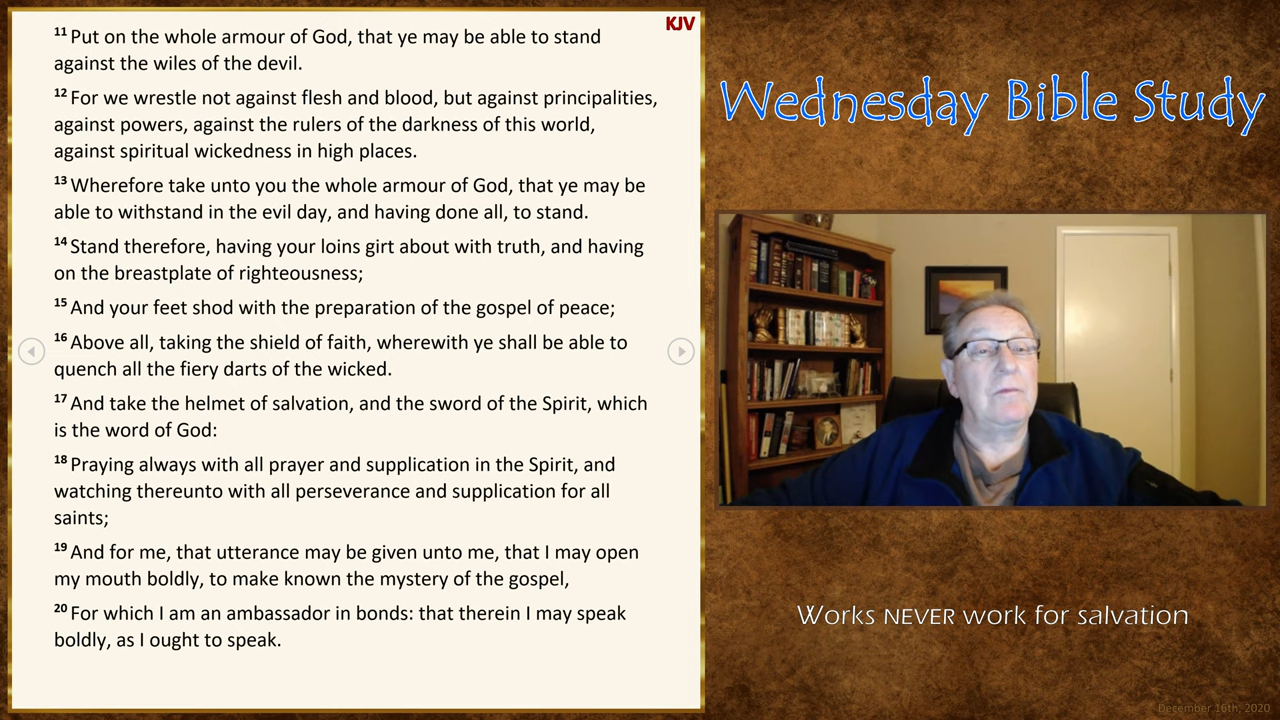 KJV
11 Put on the whole armour of God, that ye may be able to stand
against the wiles of the devil.
12 For we wrestle not against flesh and blood, but against principalities,
against powers, against the rulers of the darkness of this world,
against spiritual wickedness in high places.
13 Wherefore take unto you the whole armour of God, that ye may be
able to withstand in the evil day, and having done all, to stand.
14 Stand therefore, having your loins girt about with truth, and having
on the breastplate of righteousness;
15 And your feet shod with the preparation of the gospel of peace;
16 Above all, taking the shield of faith, wherewith ye shall be able to
quench all the fiery darts of the wicked.
17 And take the helmet of salvation, and the sword of the Spirit, which
is the word of God:
18 Praying always with all prayer and supplication in the Spirit, and
watching thereunto with all perseverance and supplication for all
saints;
19 And for me, that utterance may be given unto me, that I may open
my mouth boldly, to make known the mystery of the gospel,
20 For which I am an ambassador in bonds: that therein I may speak
boldly, as I ought to speak.
Wednesday Bible Study
Works NEVER work for salvation
December 16th, 2020